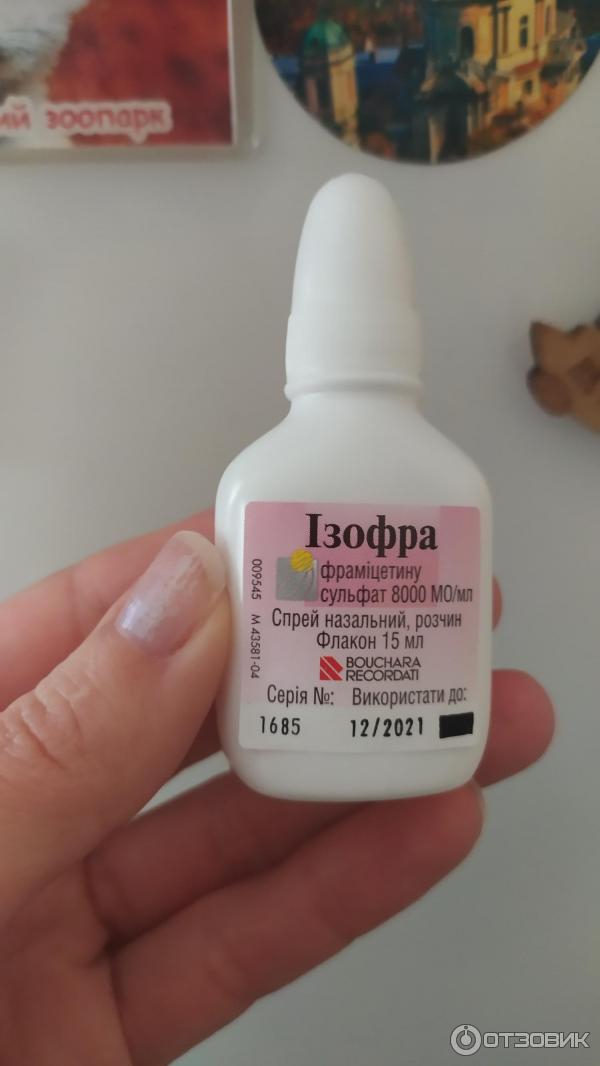 ий зоопарк
Ізофра
фраміцетину
сульфат 8000 МО/мл
Спрей назальний, розчин
Флакон 15 мл
BOUCHARA
RECORDATI
Серія №: Використати до:
1685 12/2021
009545 М 43581-04
ОТЗОВИК